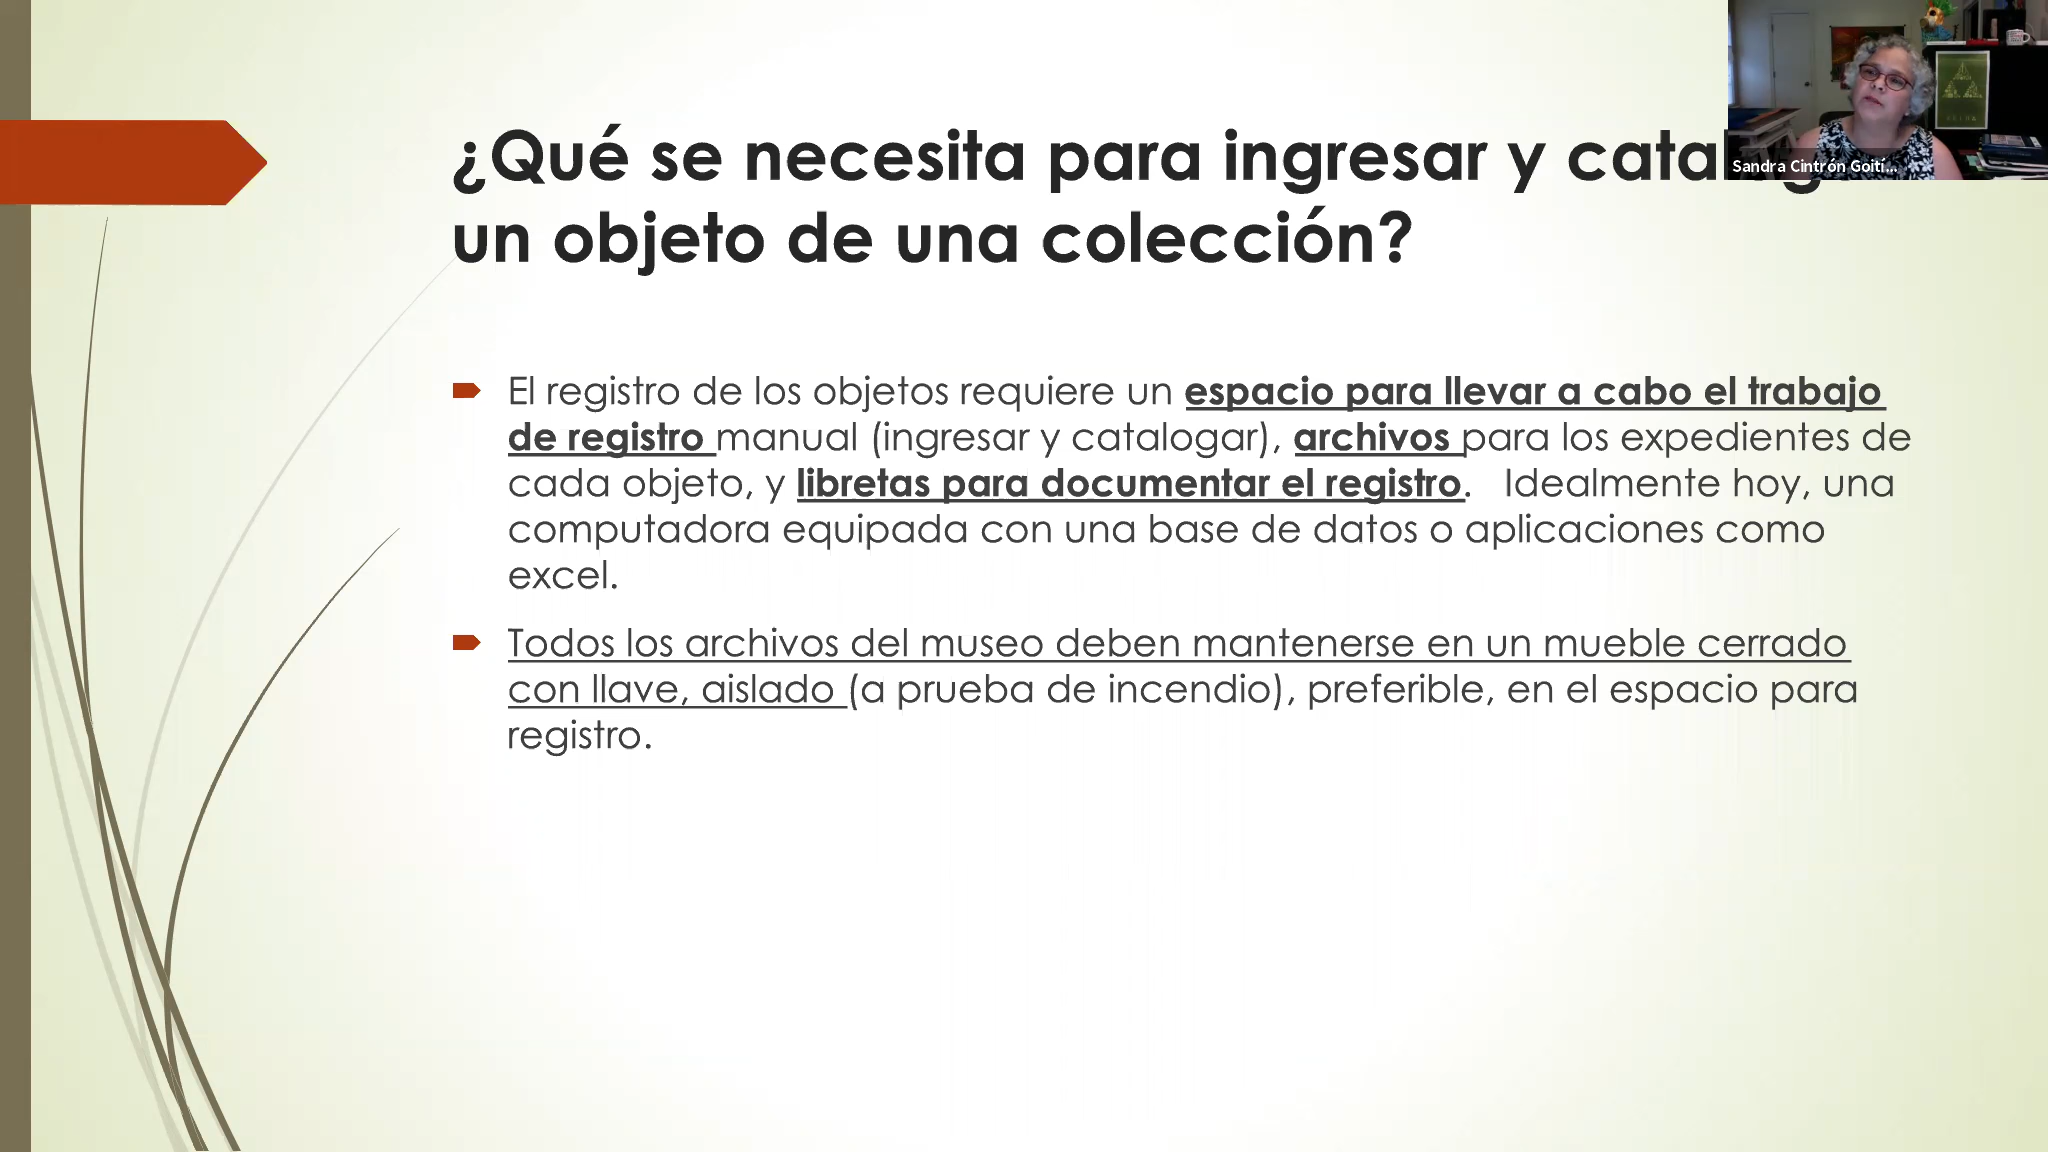 ¿Qué se necesita para ingresar y
un objeto de una colección?
Sandra Cintrón Goití...
El registro de los objetos requiere un espacio para llevar a cabo el trabajo
de registro manual (ingresar y catalogar), archivos para los expedientes de
cada objeto, y libretas para documentar el registro. Idealmente hoy, una
computadora equipada con una base de datos o aplicaciones como
excel.
Todos los archivos del museo deben mantenerse en un mueble cerrado
con llave, aislado (a prueba de incendio), preferible, en el espacio para
registro.